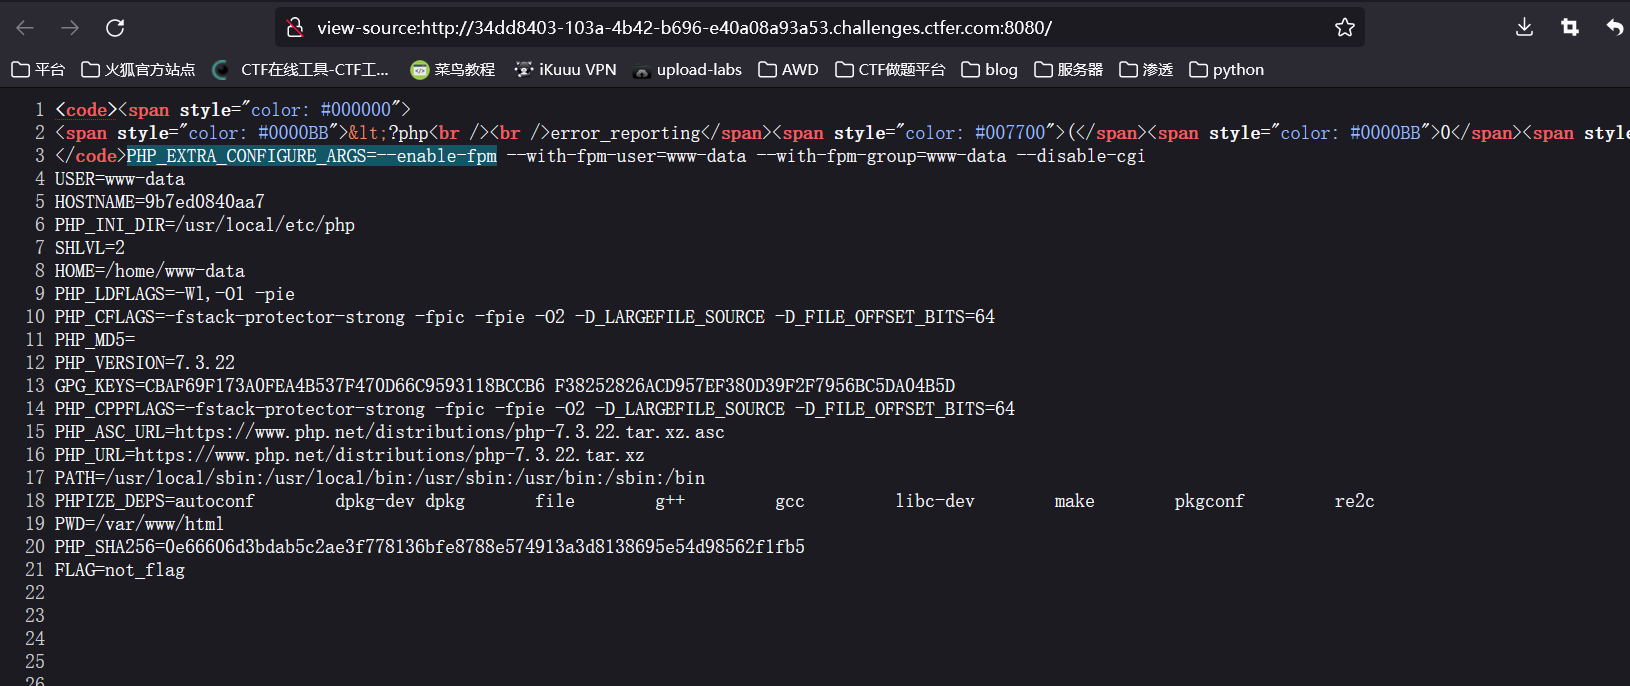 view-source:http://34dd8403-103a-4b42-b696-e40a08a93a53.challenges.ctfer.com:8080/
平台 火狐官方站点 CTF在线工具-CTF工... 菜鸟教程 iKuuu VPN upload-labs AWD CTF做题平台 blog 服务器 渗透 python
1 <code><span style="color: #000000">
2 <span style="color: #0000BB">&lt;?php<br /><br />error_reporting</span><span style="color: #007700">(</span><span style="color: #0000BB">0</span><span style
3 </code>PHP_EXTRA_CONFIGURE_ARGS=--enable-fpm --with-fpm-user=www-data --with-fpm-group=www-data --disable-cgi
4 USER=www-data
5 HOSTNAME=9b7ed0840aa7
6 PHP_INI_DIR=/usr/local/etc/php
7 SHLVL=2
8 HOME=/home/www-data
9 PHP_LDFLAGS=-Wl,-O1 -pie
10 PHP_CFLAGS=-fstack-protector-strong -fpic -fpie -O2 -D_LARGEFILE_SOURCE -D_FILE_OFFSET_BITS=64
11 PHP_MD5=
12 PHP_VERSION=7.3.22
13 GPG_KEYS=CBAF69F173A0FEA4B537F470D66C9593118BCCB6 F38252826ACD957EF380D39F2F7956BC5DA04B5D
14 PHP_CPPFLAGS=-fstack-protector-strong -fpic -fpie -O2 -D_LARGEFILE_SOURCE -D_FILE_OFFSET_BITS=64
15 PHP_ASC_URL=https://www.php.net/distributions/php-7.3.22.tar.xz.asc
16 PHP_URL=https://www.php.net/distributions/php-7.3.22.tar.xz
17 PATH=/usr/local/sbin:/usr/local/bin:/usr/sbin:/usr/bin:/sbin:/bin
18 PHPIZE_DEPS=autoconf dpkg-dev dpkg file g++ gcc libc-dev make pkgconf re2c
19 PWD=/var/www/html
20 PHP_SHA256=0e66606d3bdab5c2ae3f778136bfe8788e574913a3d8138695e54d98562f1fb5
21 FLAG=not_flag
22
23
24
25
26